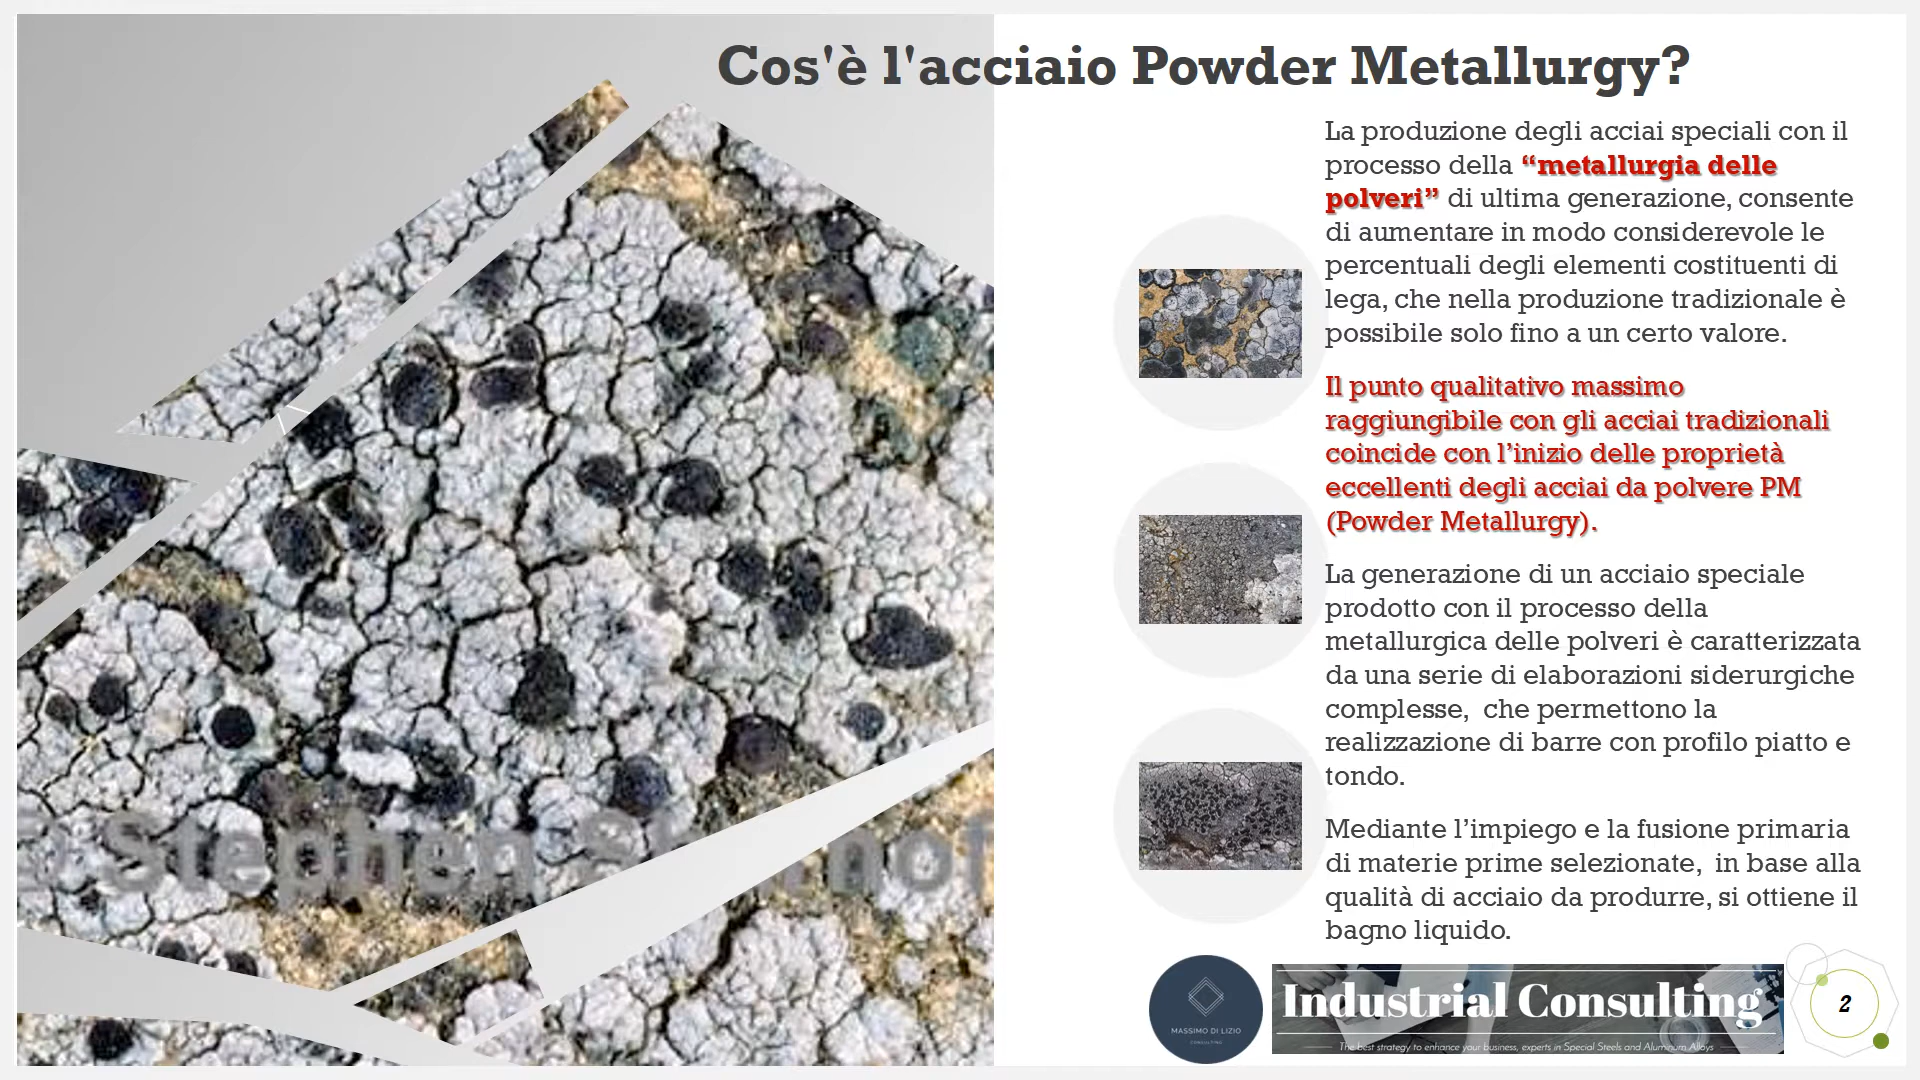 Cos'è l'acciaio Powder Metallurgy?
La produzione degli acciai speciali con il
processo della “metallurgia delle
polveri” di ultima generazione, consente
di aumentare in modo considerevole le
percentuali degli elementi costituenti di
lega, che nella produzione tradizionale è
possibile solo fino a un certo valore.
Il punto qualitativo massimo
raggiungibile con gli acciai tradizionali
coincide con l’inizio delle proprietà
eccellenti degli acciai da polvere PM
(Powder Metallurgy).
La generazione di un acciaio speciale
prodotto con il processo della
metallurgica delle polveri è caratterizzata
da una serie di elaborazioni siderurgiche
complesse, che permettono la
realizzazione di barre con profilo piatto e
tondo.
Mediante l’impiego e la fusione primaria
di materie prime selezionate, in base alla
qualità di acciaio da produrre, si ottiene il
bagno liquido.
Stephen
MASSIMO DI LIZIO
CONSULTING
Industrial Consulting
The best strategy to enhance your business, experts in Special Steels and Aluminum Alloys
2